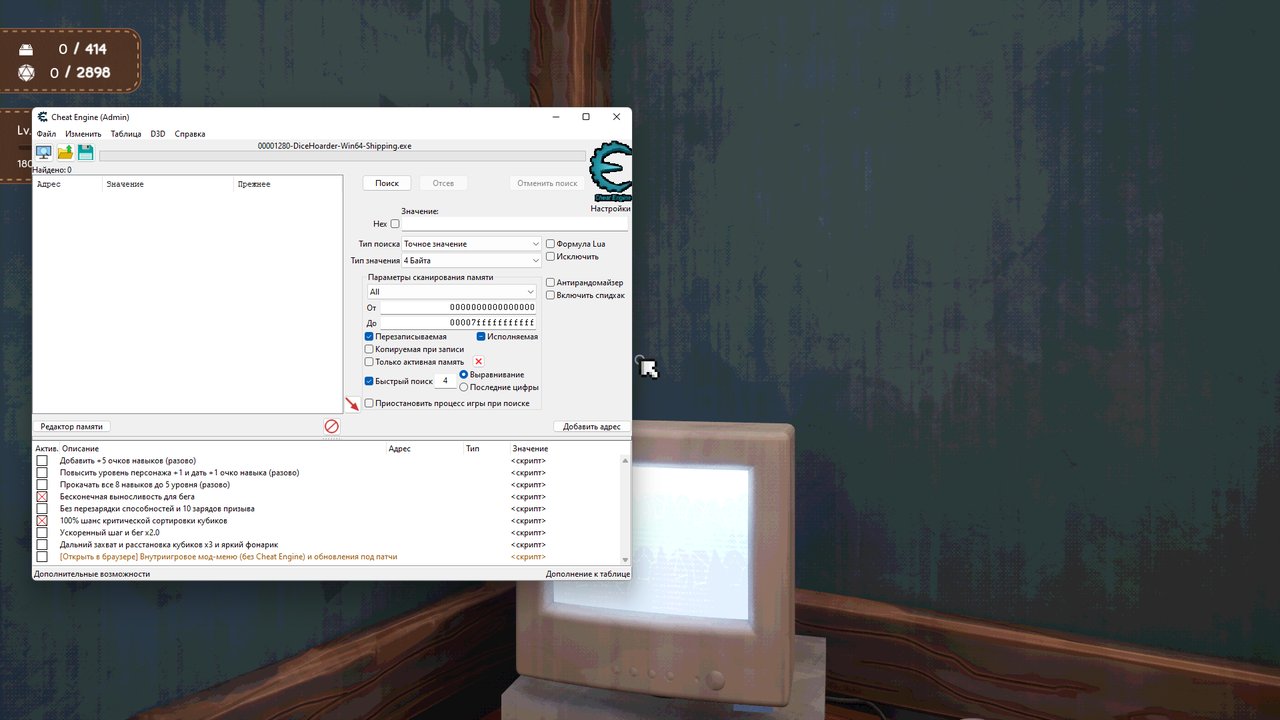 0 / 414
0 / 2898
Lv.
180
Cheat Engine (Admin)
Файл Изменить Таблица D3D Справка
00001280-DiceHoarder-Win64-Shipping.exe
Найдено: 0
Адрес Значение Прежнее
Поиск Отсев Отменить поиск
Cheat Engine
Настройки
Значение:
Hex
Тип поиска Точное значение Формула Lua
Тип значения 4 Байта Исключить
Параметры сканирования памяти
All
Антирандомайзер
Включить спидхак
От 0000000000000000
До 00007fffffffffff
Перезаписываемая Исполняемая
Копируемая при записи
Только активная память
Быстрый поиск 4 Выравнивание
Последние цифры
Приостановить процесс игры при поиске
Редактор памяти Добавить адрес
Актив. Описание Адрес Тип Значение
Добавить +5 очков навыков (разово) <скрипт>
Повысить уровень персонажа +1 и дать +1 очко навыка (разово) <скрипт>
Прокачать все 8 навыков до 5 уровня (разово) <скрипт>
Бесконечная выносливость для бега <скрипт>
Без перезарядки способностей и 10 зарядов призыва <скрипт>
100% шанс критической сортировки кубиков <скрипт>
Ускоренный шаг и бег x2.0 <скрипт>
Дальний захват и расстановка кубиков x3 и яркий фонарик <скрипт>
[Открыть в браузере] Внутриигровое мод-меню (без Cheat Engine) и обновления под патчи <скрипт>
Дополнительные возможности Дополнение к таблице